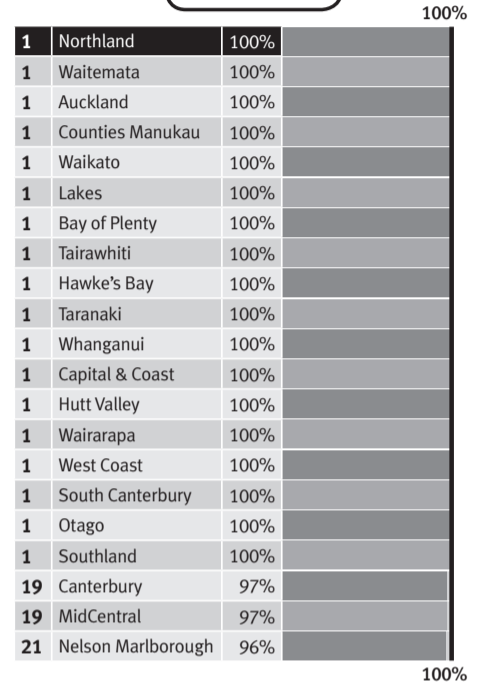 100%
1 Northland 100%
1 Waitemata 100%
1 Auckland 100%
1 Counties Manukau 100%
1 Waikato 100%
1 Lakes 100%
1 Bay of Plenty 100%
1 Tairawhiti 100%
1 Hawke’s Bay 100%
1 Taranaki 100%
1 Whanganui 100%
1 Capital & Coast 100%
1 Hutt Valley 100%
1 Wairarapa 100%
1 West Coast 100%
1 South Canterbury 100%
1 Otago 100%
1 Southland 100%
19 Canterbury 97%
19 MidCentral 97%
21 Nelson Marlborough 96%
100%